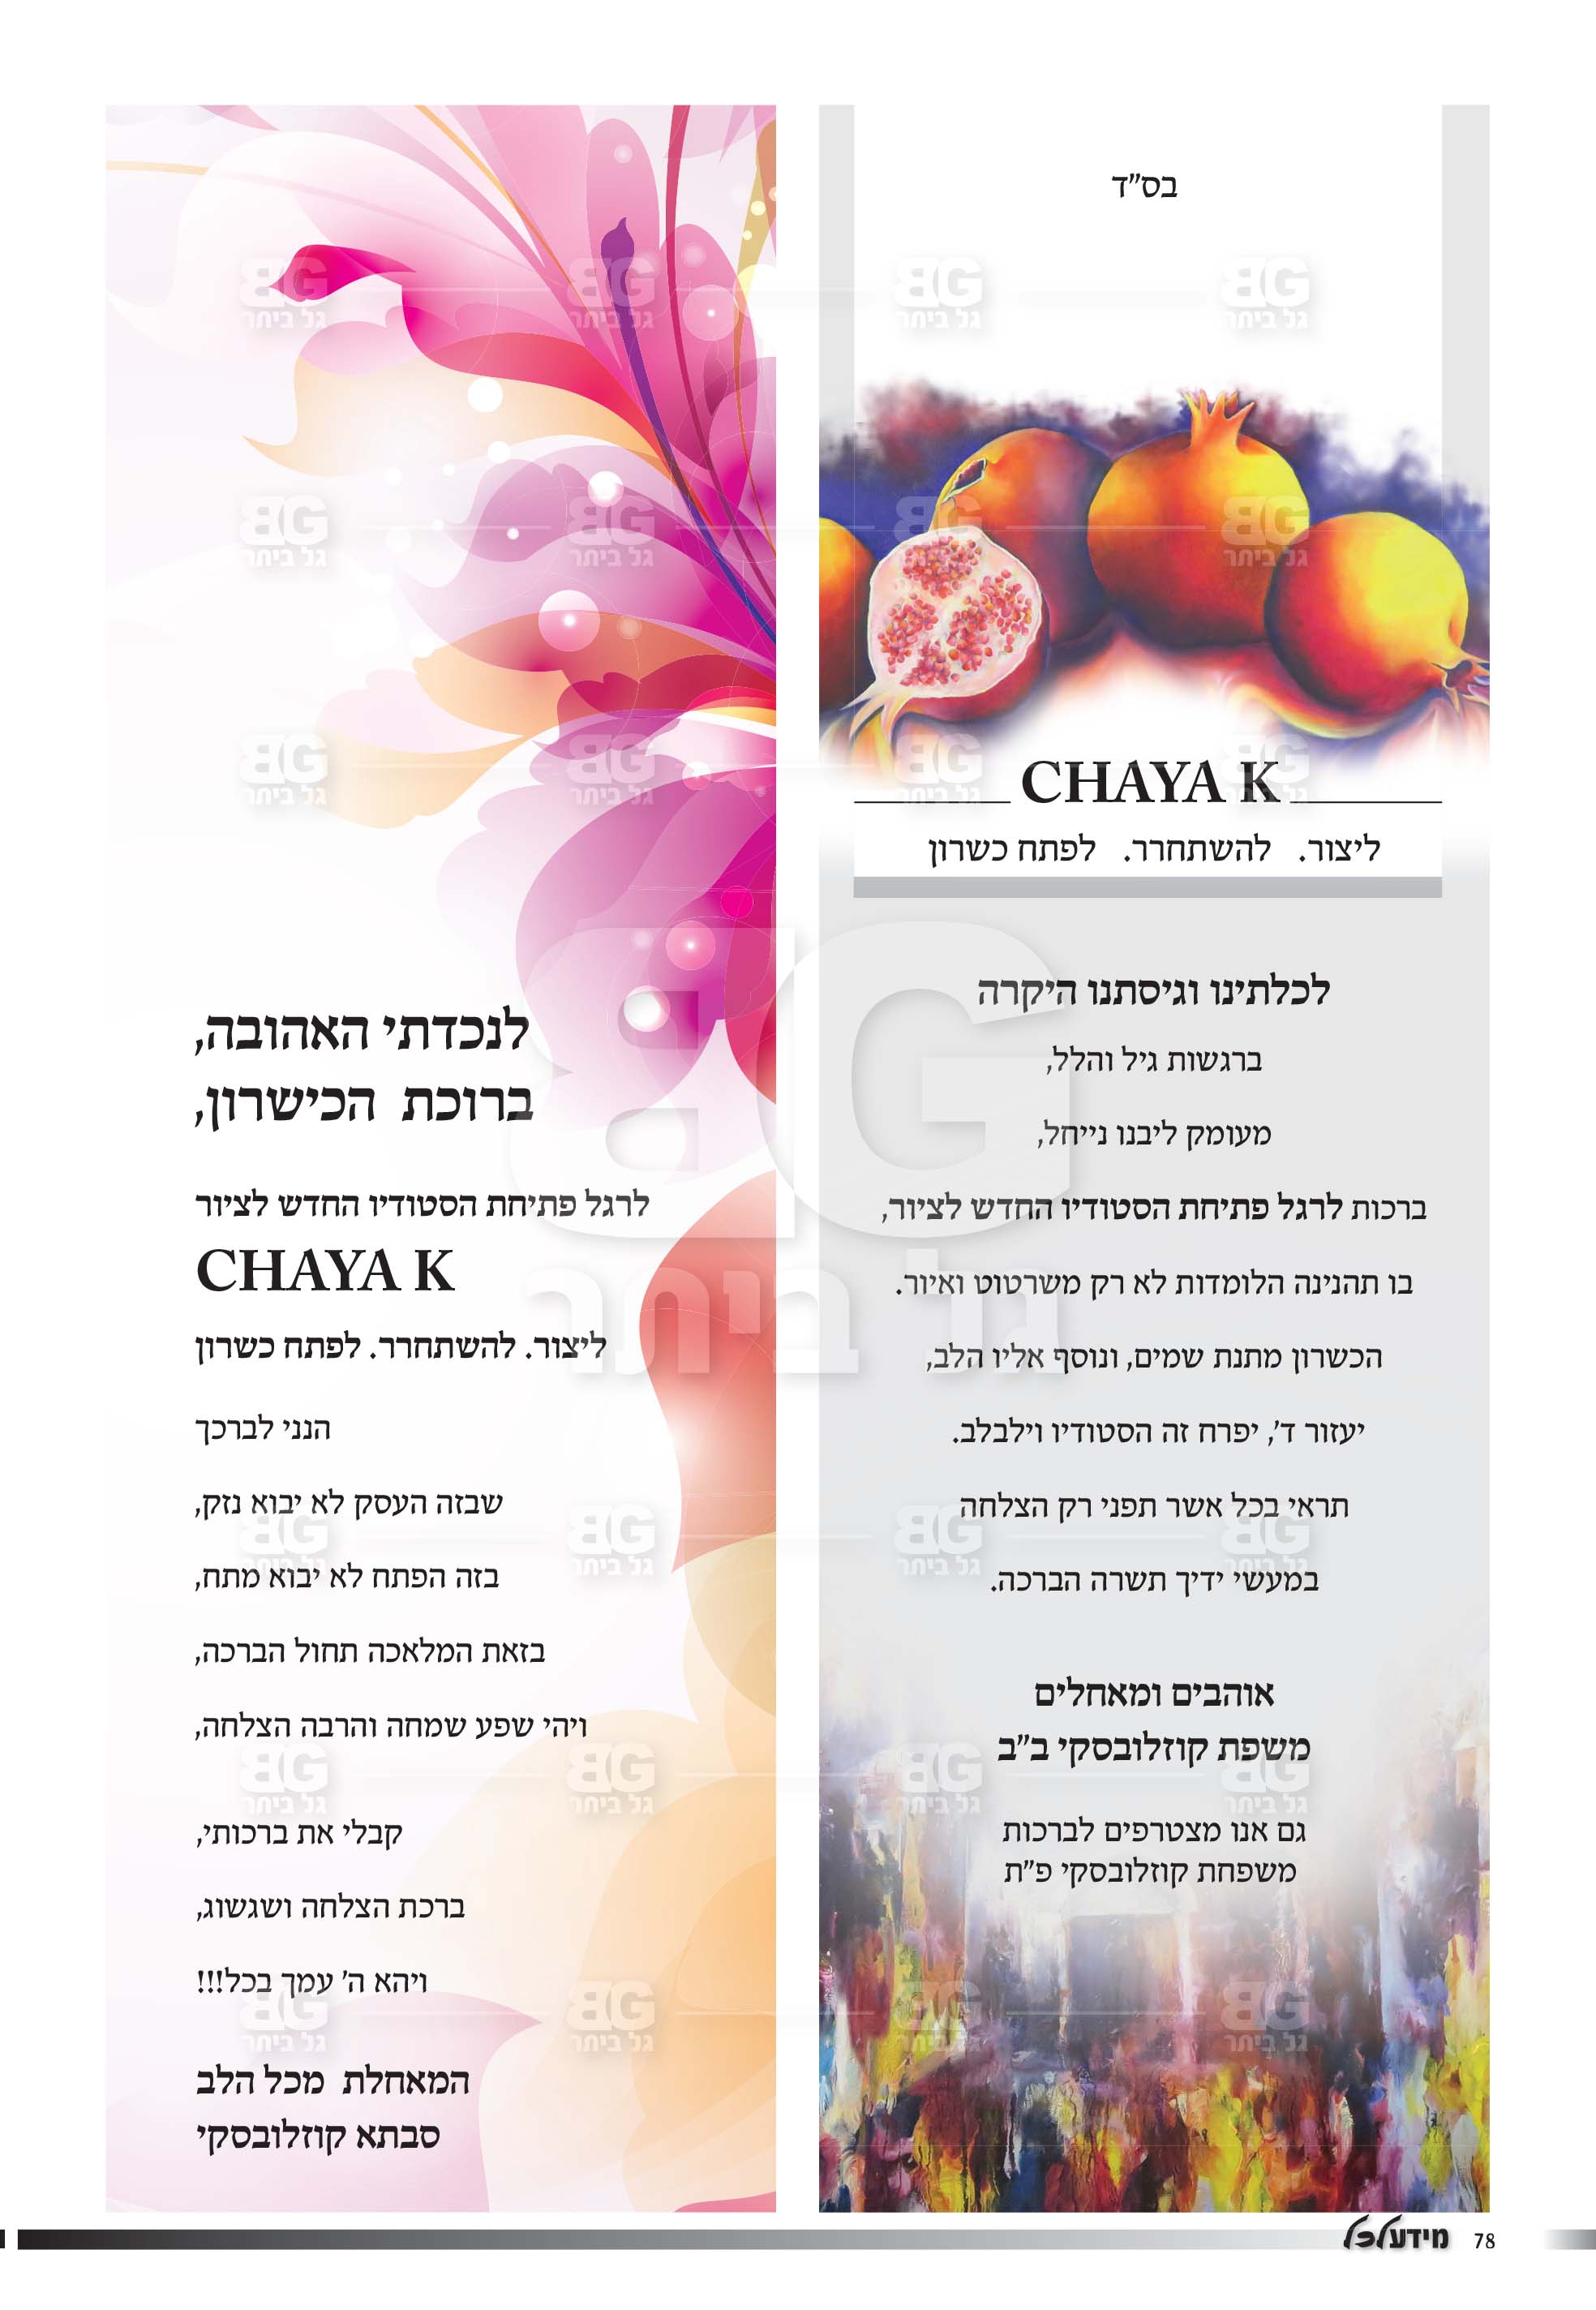 בס"ד
CHAYA K
ליצור. להשתחרר. לפתח כשרון
לכלתינו וגיסתנו היקרה
ברגשות גיל והלל,
מעומק ליבנו נייחל,
ברכות לרגל פתיחת הסטודיו החדש לציור,
בו תהנינה הלומדות לא רק משרטוט ואיור.
הכשרון מתנת שמים, ונוסף אליו הלב,
יעזור ד', יפרח זה הסטודיו וילבלב.
תראי בכל אשר תפני רק הצלחה
במעשי ידיך תשרה הברכה.
אוהבים ומאחלים
משפת קוזלובסקי ב"ב
גם אנו מצטרפים לברכות
משפחת קוזלובסקי פ"ת
לנכדתי האהובה,
ברוכת הכישרון,
לרגל פתיחת הסטודיו החדש לציור
CHAYA K
ליצור. להשתחרר. לפתח כשרון
הנני לברכך
שבזה העסק לא יבוא נזק,
בזה הפתח לא יבוא מתח,
בזאת המלאכה תחול הברכה,
ויהי שפע שמחה והרבה הצלחה,
קבלי את ברכותי,
ברכת הצלחה ושגשוג,
ויהא ה' עמך בכל!!!
המאחלת מכל הלב
סבתא קוזלובסקי
BG
גל ביתר
78 מידע לכל